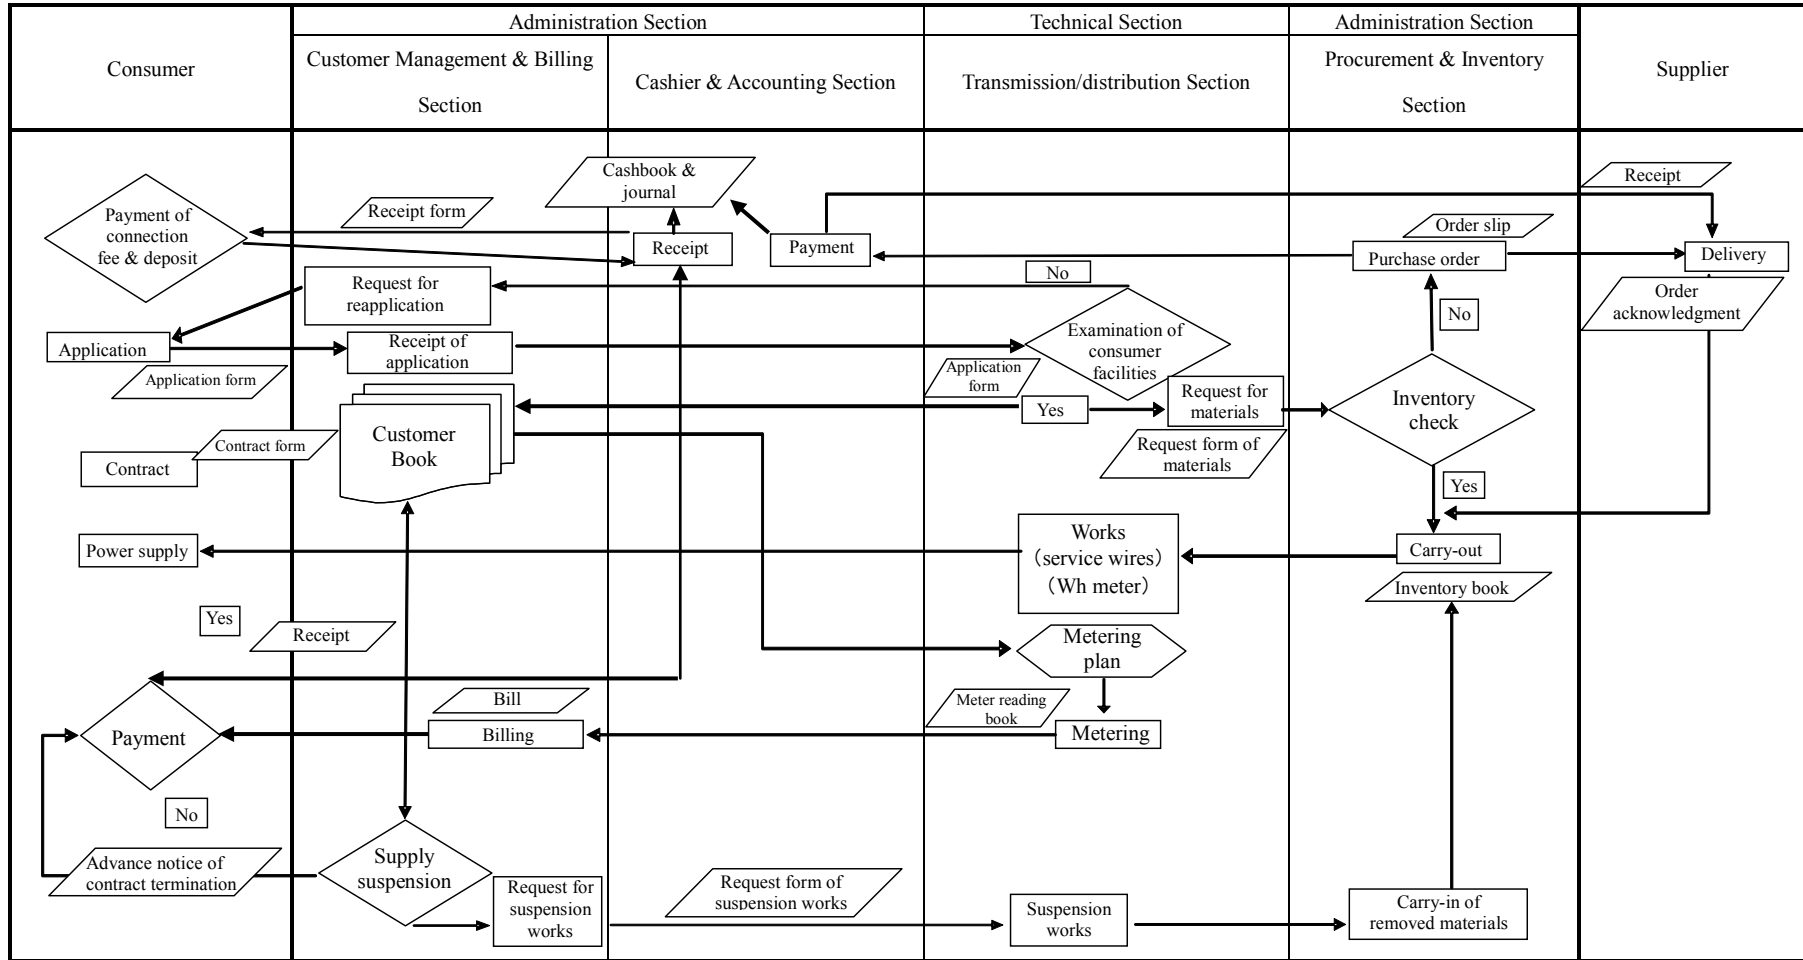 Administration Section
Technical Section
Administration Section
Consumer
Customer Management & Billing
Section
Cashier & Accounting Section
Transmission/distribution Section
Procurement & Inventory
Section
Supplier
Cashbook &
journal
Receipt
Payment of
connection
fee & deposit
Receipt form
Receipt
Payment
Order slip
Purchase order
Delivery
No
Request for
reapplication
Order
acknowledgment
No
Application
Receipt of
application
Examination of
consumer
facilities
Application form
Application
form
Yes
Request for
materials
Inventory
check
Customer
Book
Contract form
Contract
Request form of
materials
Yes
Power supply
Works
(service wires)
(Wh meter)
Carry-out
Inventory book
Yes
Receipt
Metering
plan
Bill
Meter reading
book
Payment
Billing
Metering
No
Advance notice of
contract termination
Supply
suspension
Request for
suspension
works
Request form of
suspension works
Suspension
works
Carry-in of
removed materials